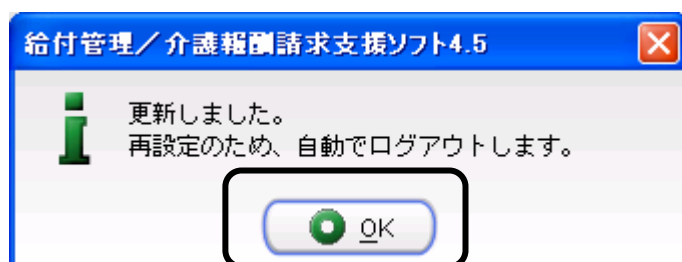 給付管理／介護報酬請求支援ソフト4.5
更新しました。
再設定のため、自動でログアウトします。
OK